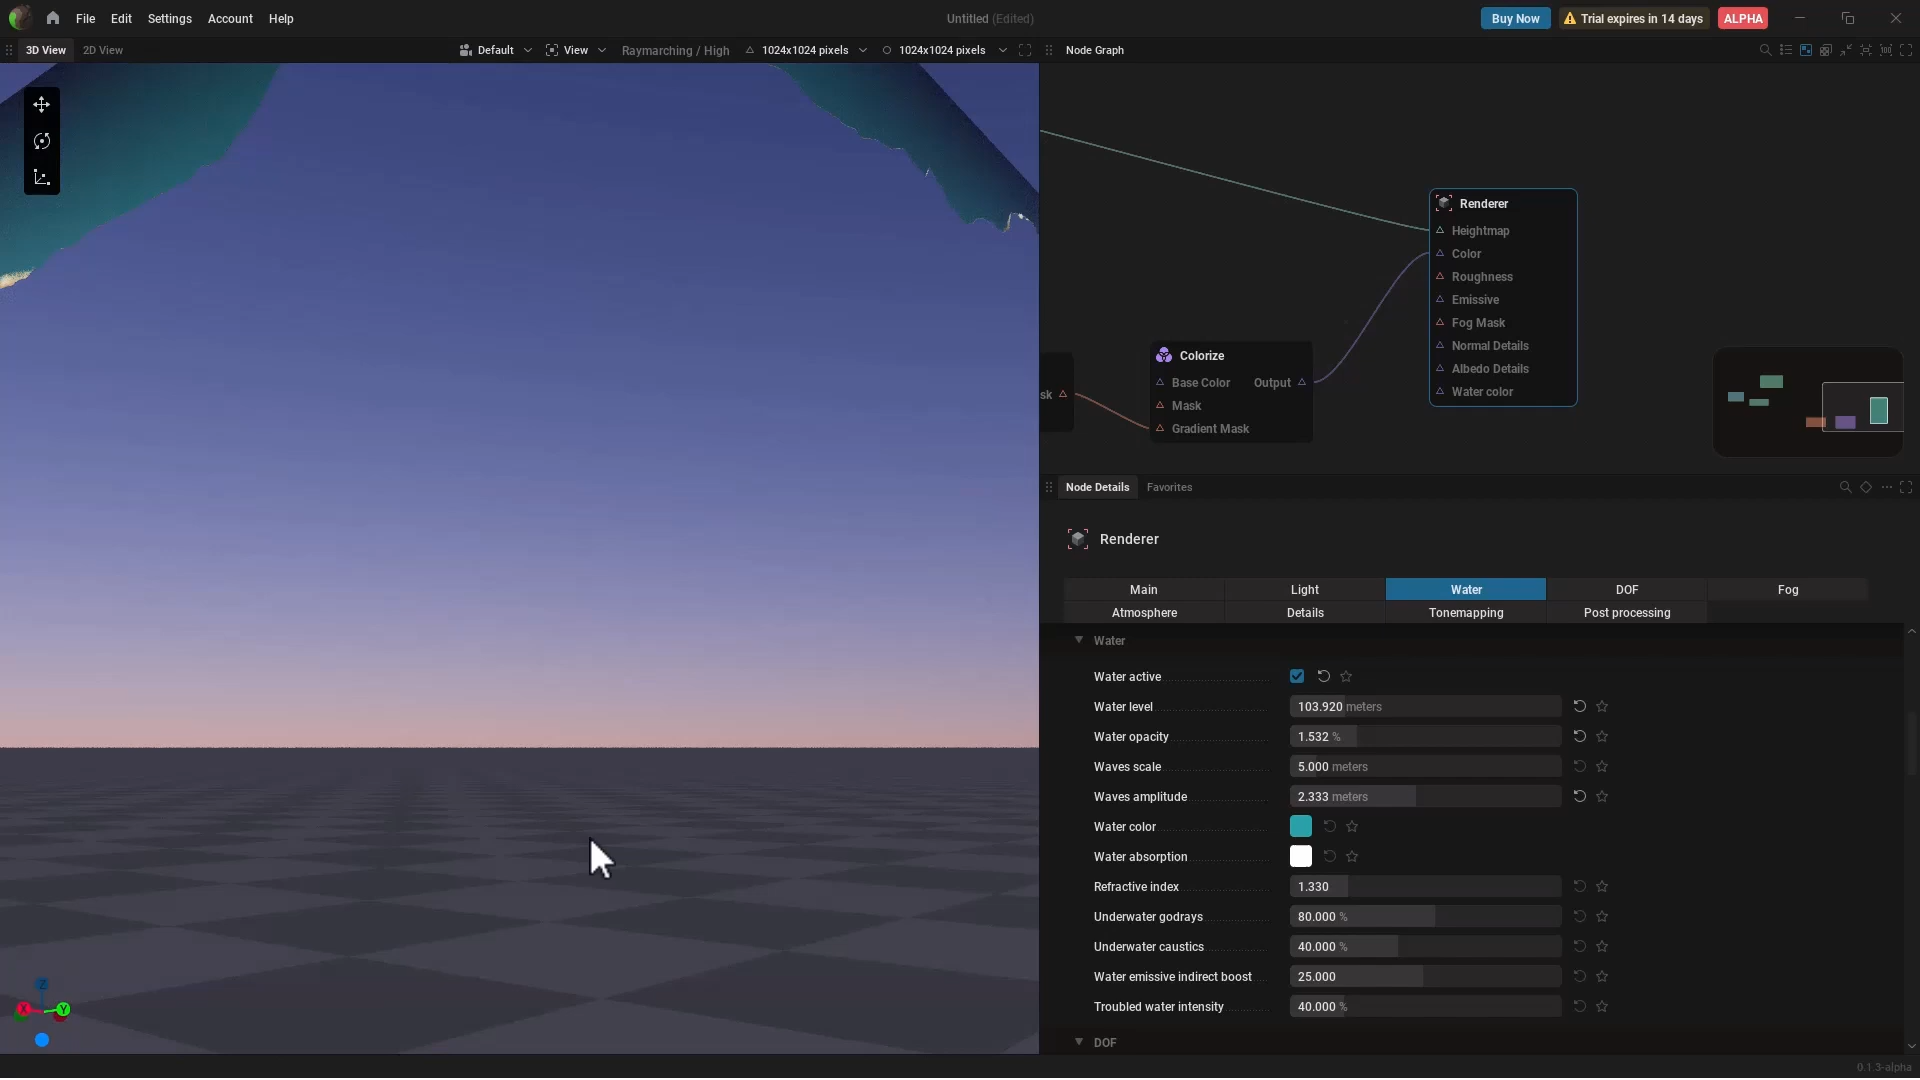 File Edit Settings Account Help
Untitled (Edited)
Buy Now
Trial expires in 14 days
ALPHA
3D View 2D View
Default View Raymarching / High 1024x1024 pixels 1024x1024 pixels
Node Graph
Renderer
Heightmap
Color
Roughness
Emissive
Fog Mask
Normal Details
Albedo Details
Water color
sk
Colorize
Base Color Output
Mask
Gradient Mask
Node Details Favorites
Renderer
Main Light Water DOF Fog
Atmosphere Details Tonemapping Post processing
Water
Water active
Water level 103.920 meters
Water opacity 1.532 %
Waves scale 5.000 meters
Waves amplitude 2.333 meters
Water color
Water absorption
Refractive index 1.330
Underwater godrays 80.000 %
Underwater caustics 40.000 %
Water emissive indirect boost 25.000
Troubled water intensity 40.000 %
DOF
Z
X
Y
0.1.3-alpha